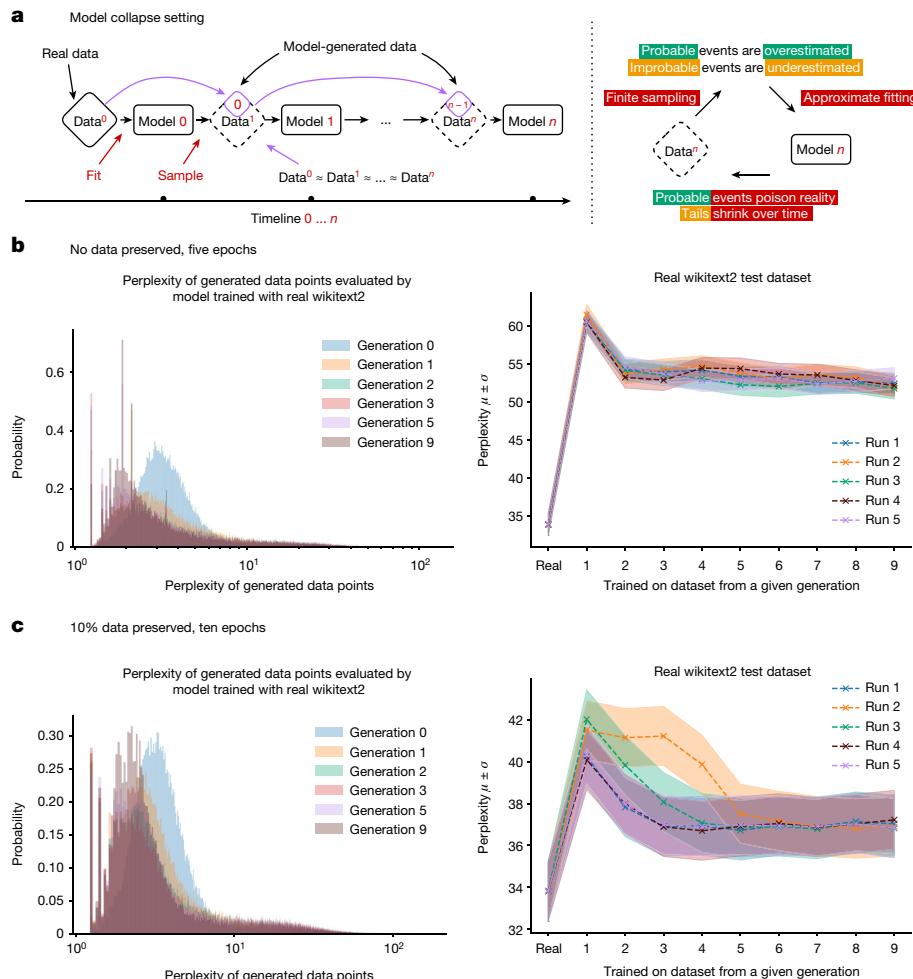 a
Model collapse setting
Real data
Model-generated data
Data0
Model 0
0
Data1
Model 1
...
n – 1
Datan
Model n
Fit
Sample
Data0 ≈ Data1 ≈ ... ≈ Datan
Timeline 0 ... n
Probable events are overestimated
Improbable events are underestimated
Finite sampling
Approximate fitting
Datan
Model n
Probable events poison reality
Tails shrink over time
b
No data preserved, five epochs
Perplexity of generated data points evaluated by
model trained with real wikitext2
Probability
0.6
0.4
0.2
0
100
101
102
Perplexity of generated data points
Generation 0
Generation 1
Generation 2
Generation 3
Generation 5
Generation 9
Real wikitext2 test dataset
Perplexity μ ± σ
60
55
50
45
40
35
Real 1 2 3 4 5 6 7 8 9
Trained on dataset from a given generation
Run 1
Run 2
Run 3
Run 4
Run 5
c
10% data preserved, ten epochs
Perplexity of generated data points evaluated by
model trained with real wikitext2
Probability
0.30
0.25
0.20
0.15
0.10
0.05
0
100
101
102
Perplexity of generated data points
Generation 0
Generation 1
Generation 2
Generation 3
Generation 5
Generation 9
Real wikitext2 test dataset
Perplexity μ ± σ
42
40
38
36
34
32
Real 1 2 3 4 5 6 7 8 9
Trained on dataset from a given generation
Run 1
Run 2
Run 3
Run 4
Run 5